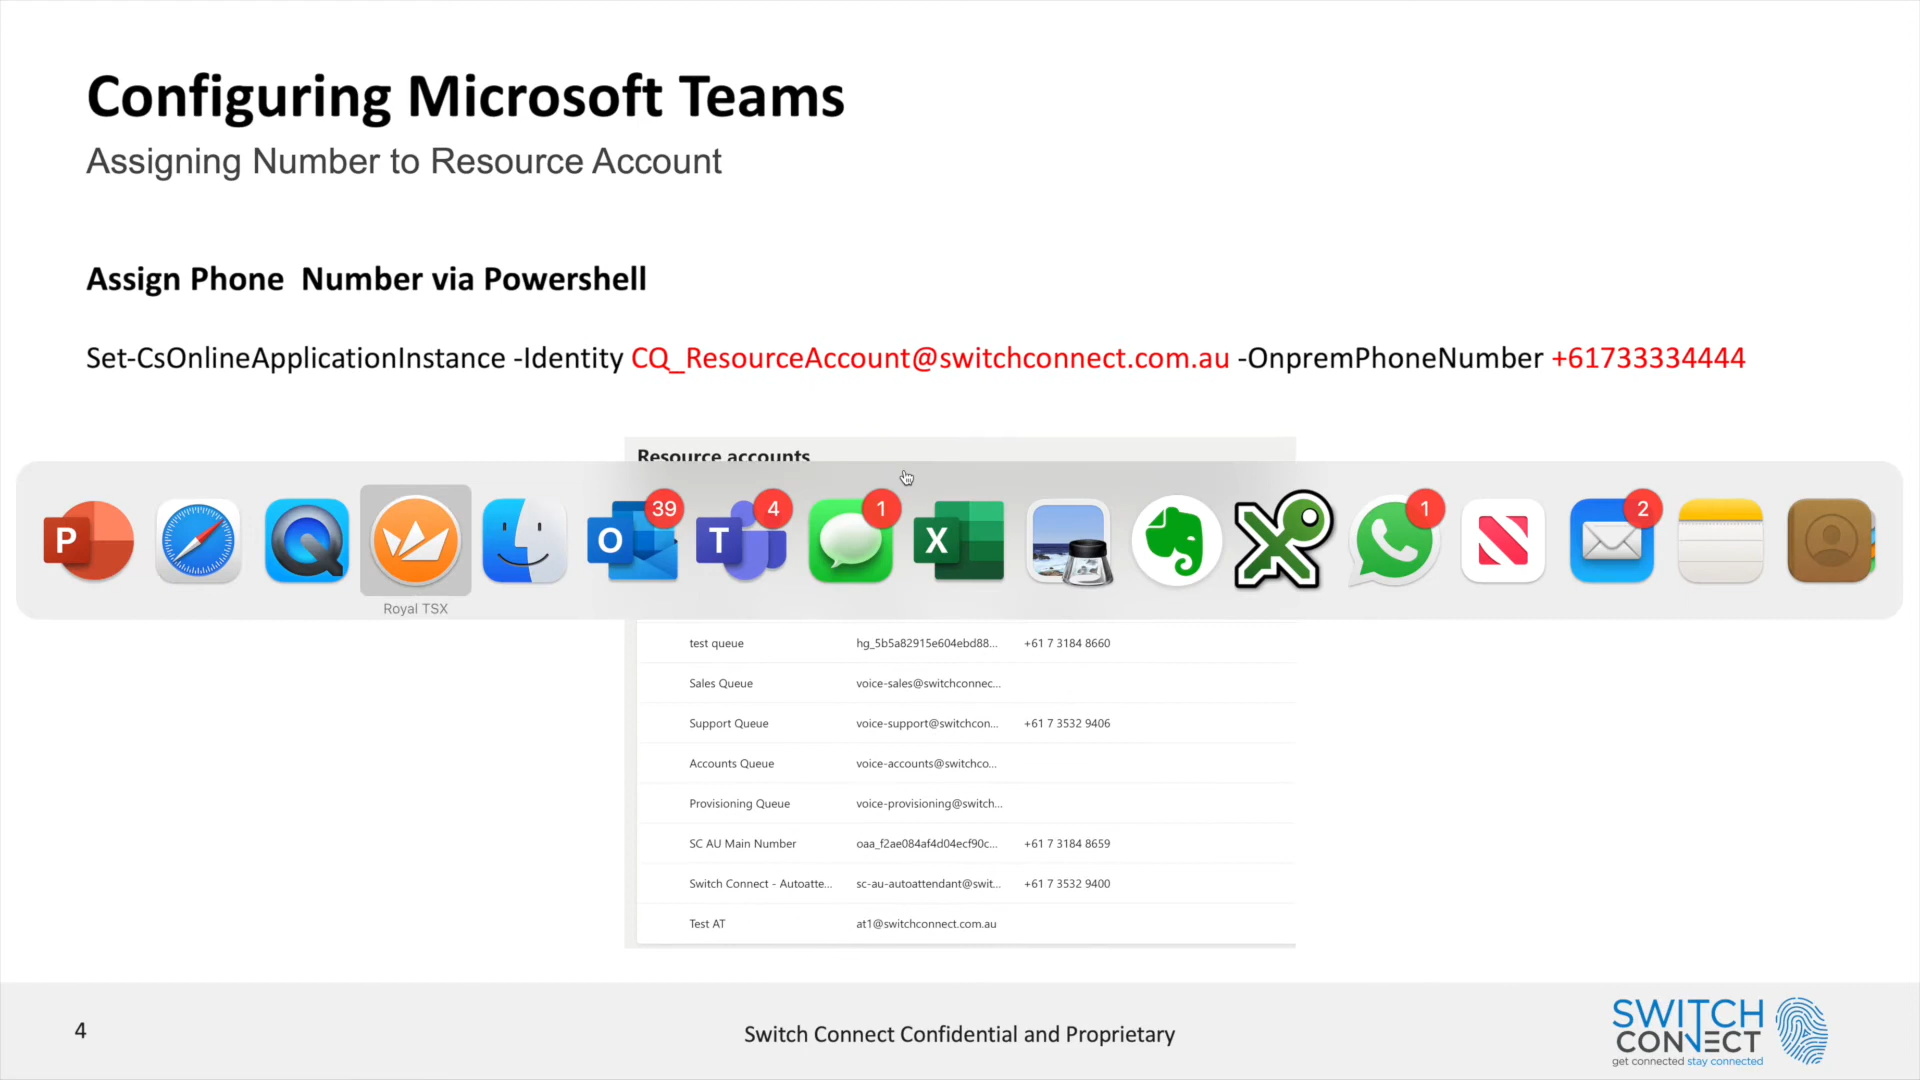 Configuring Microsoft Teams
Assigning Number to Resource Account
Assign Phone  Number via Powershell
Set-CsOnlineApplicationInstance -Identity CQ_ResourceAccount@switchconnect.com.au -OnpremPhoneNumber +61733334444
Resource accounts
P
O
39
T
4
1
X
1
2
Royal TSX
test queue hg_5b5a82915e604ebd88... +61 7 3184 8660
Sales Queue voice-sales@switchconnec...
Support Queue voice-support@switchcon... +61 7 3532 9406
Accounts Queue voice-accounts@switchco...
Provisioning Queue voice-provisioning@switch...
SC AU Main Number oaa_f2ae084af4d04ecf90c... +61 7 3184 8659
Switch Connect - Autoatte... sc-au-autoattendant@swit... +61 7 3532 9400
Test AT at1@switchconnect.com.au
4
Switch Connect Confidential and Proprietary
SWITCH
CONNECT
get connected stay connected